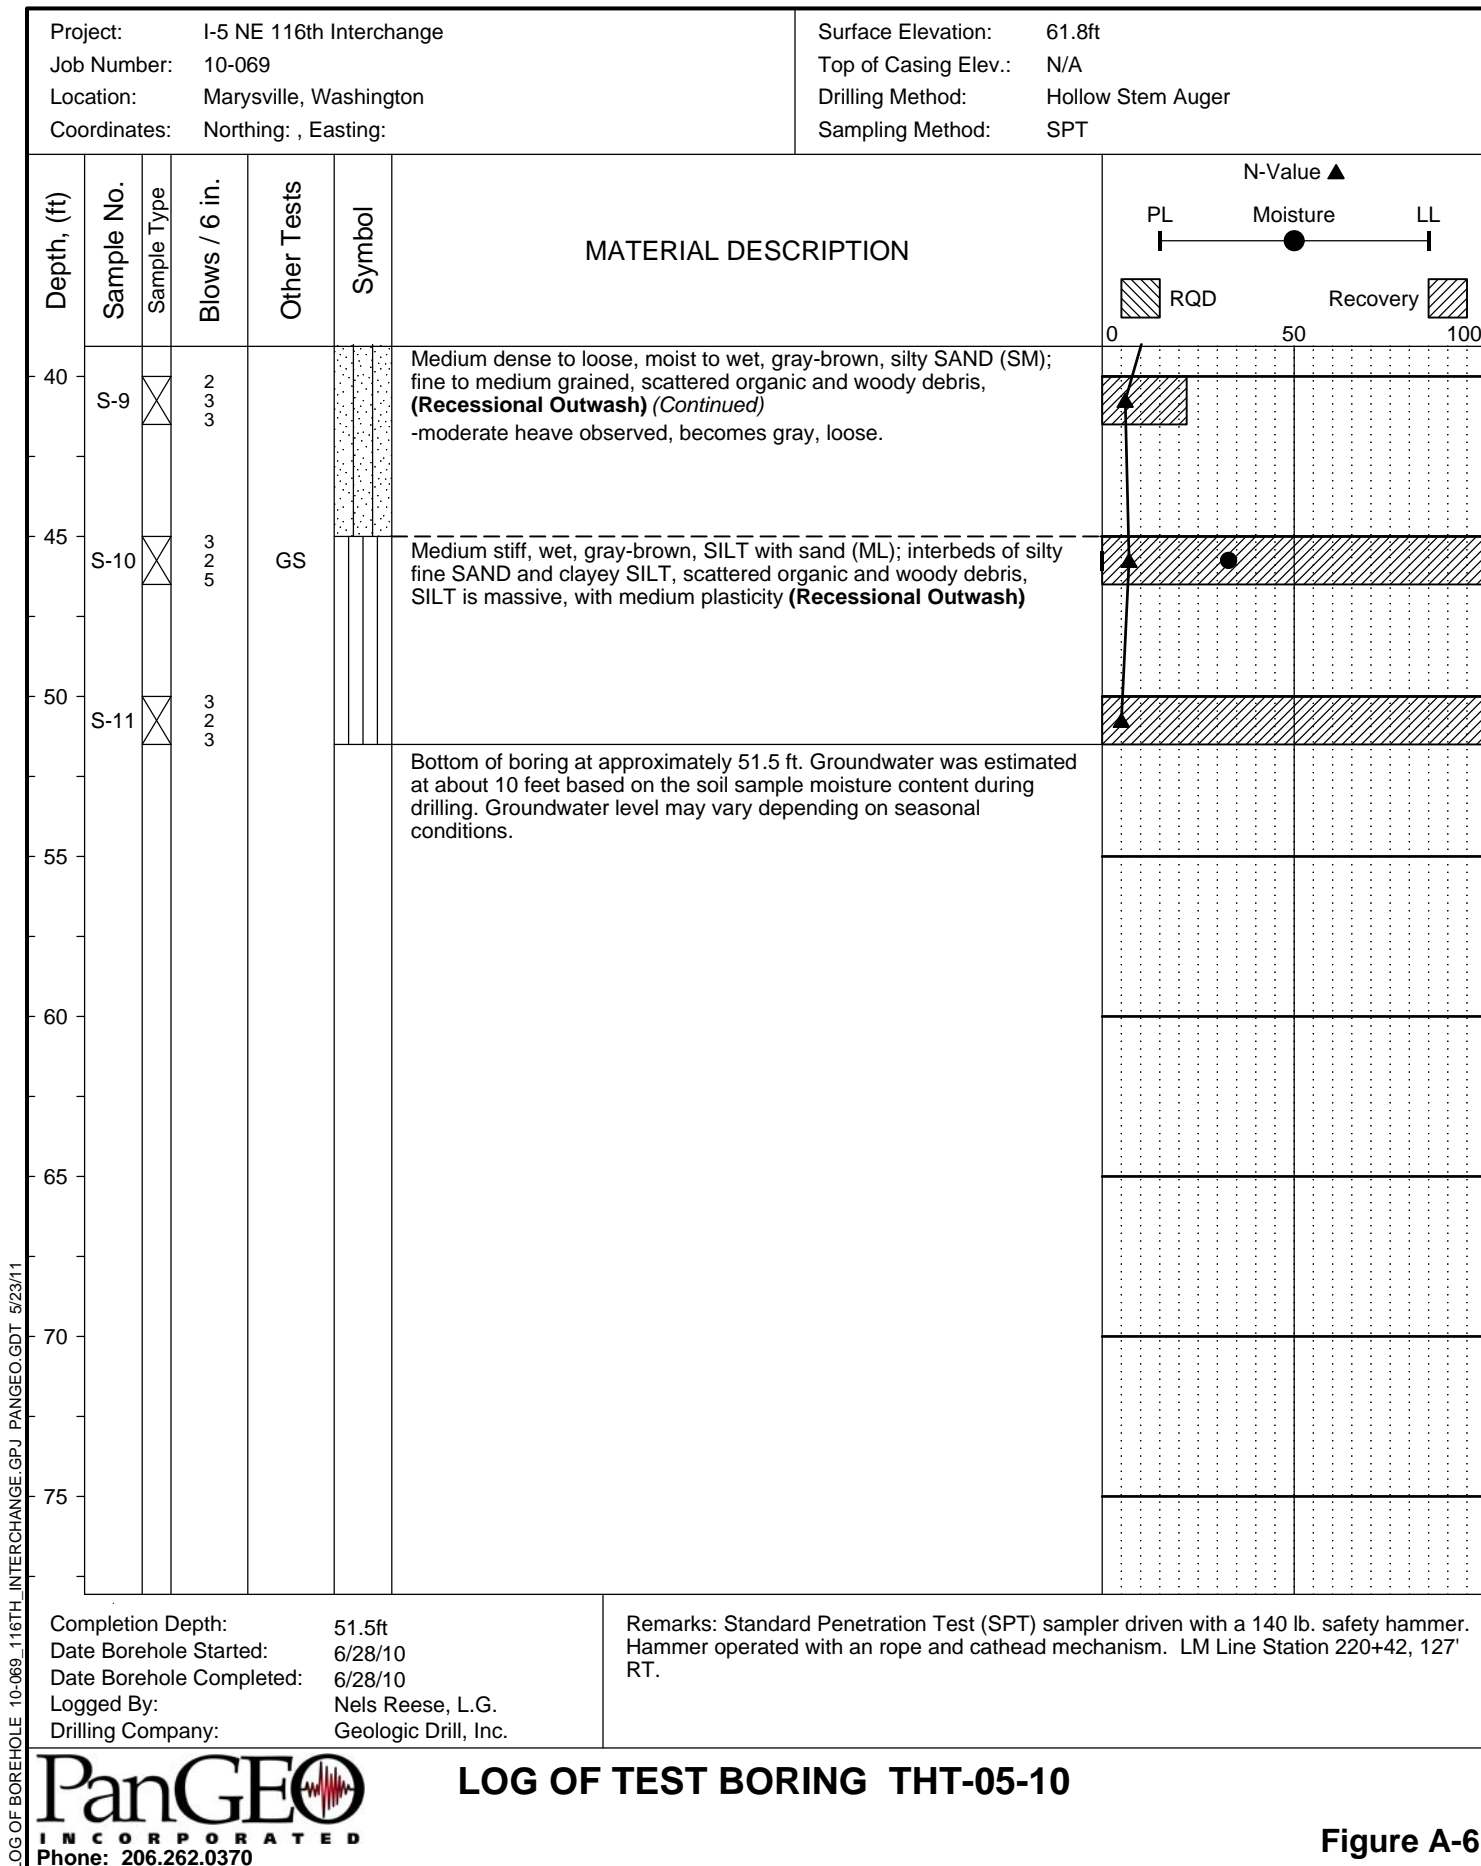 Project: I-5 NE 116th Interchange
Job Number: 10-069
Location: Marysville, Washington
Coordinates: Northing: , Easting:
Surface Elevation: 61.8ft
Top of Casing Elev.: N/A
Drilling Method: Hollow Stem Auger
Sampling Method: SPT
Depth, (ft)
Sample No.
Sample Type
Blows / 6 in.
Other Tests
Symbol
MATERIAL DESCRIPTION
N-Value ▲
PL Moisture LL
RQD Recovery
0 50 100
Medium dense to loose, moist to wet, gray-brown, silty SAND (SM);
fine to medium grained, scattered organic and woody debris,
(Recessional Outwash) (Continued)
-moderate heave observed, becomes gray, loose.
40
S-9
2
3
3
45
S-10
3
2
5
GS
Medium stiff, wet, gray-brown, SILT with sand (ML); interbeds of silty
fine SAND and clayey SILT, scattered organic and woody debris,
SILT is massive, with medium plasticity (Recessional Outwash)
50
S-11
3
2
3
Bottom of boring at approximately 51.5 ft. Groundwater was estimated
at about 10 feet based on the soil sample moisture content during
drilling. Groundwater level may vary depending on seasonal
conditions.
55
60
65
70
75
Completion Depth: 51.5ft
Date Borehole Started: 6/28/10
Date Borehole Completed: 6/28/10
Logged By: Nels Reese, L.G.
Drilling Company: Geologic Drill, Inc.
Remarks: Standard Penetration Test (SPT) sampler driven with a 140 lb. safety hammer.
Hammer operated with an rope and cathead mechanism. LM Line Station 220+42, 127'
RT.
LOG OF BOREHOLE 10-069_116TH_INTERCHANGE.GPJ PANGEO.GDT 5/23/11
PanGEO
INCORPORATED
Phone: 206.262.0370
LOG OF TEST BORING THT-05-10
Figure A-6